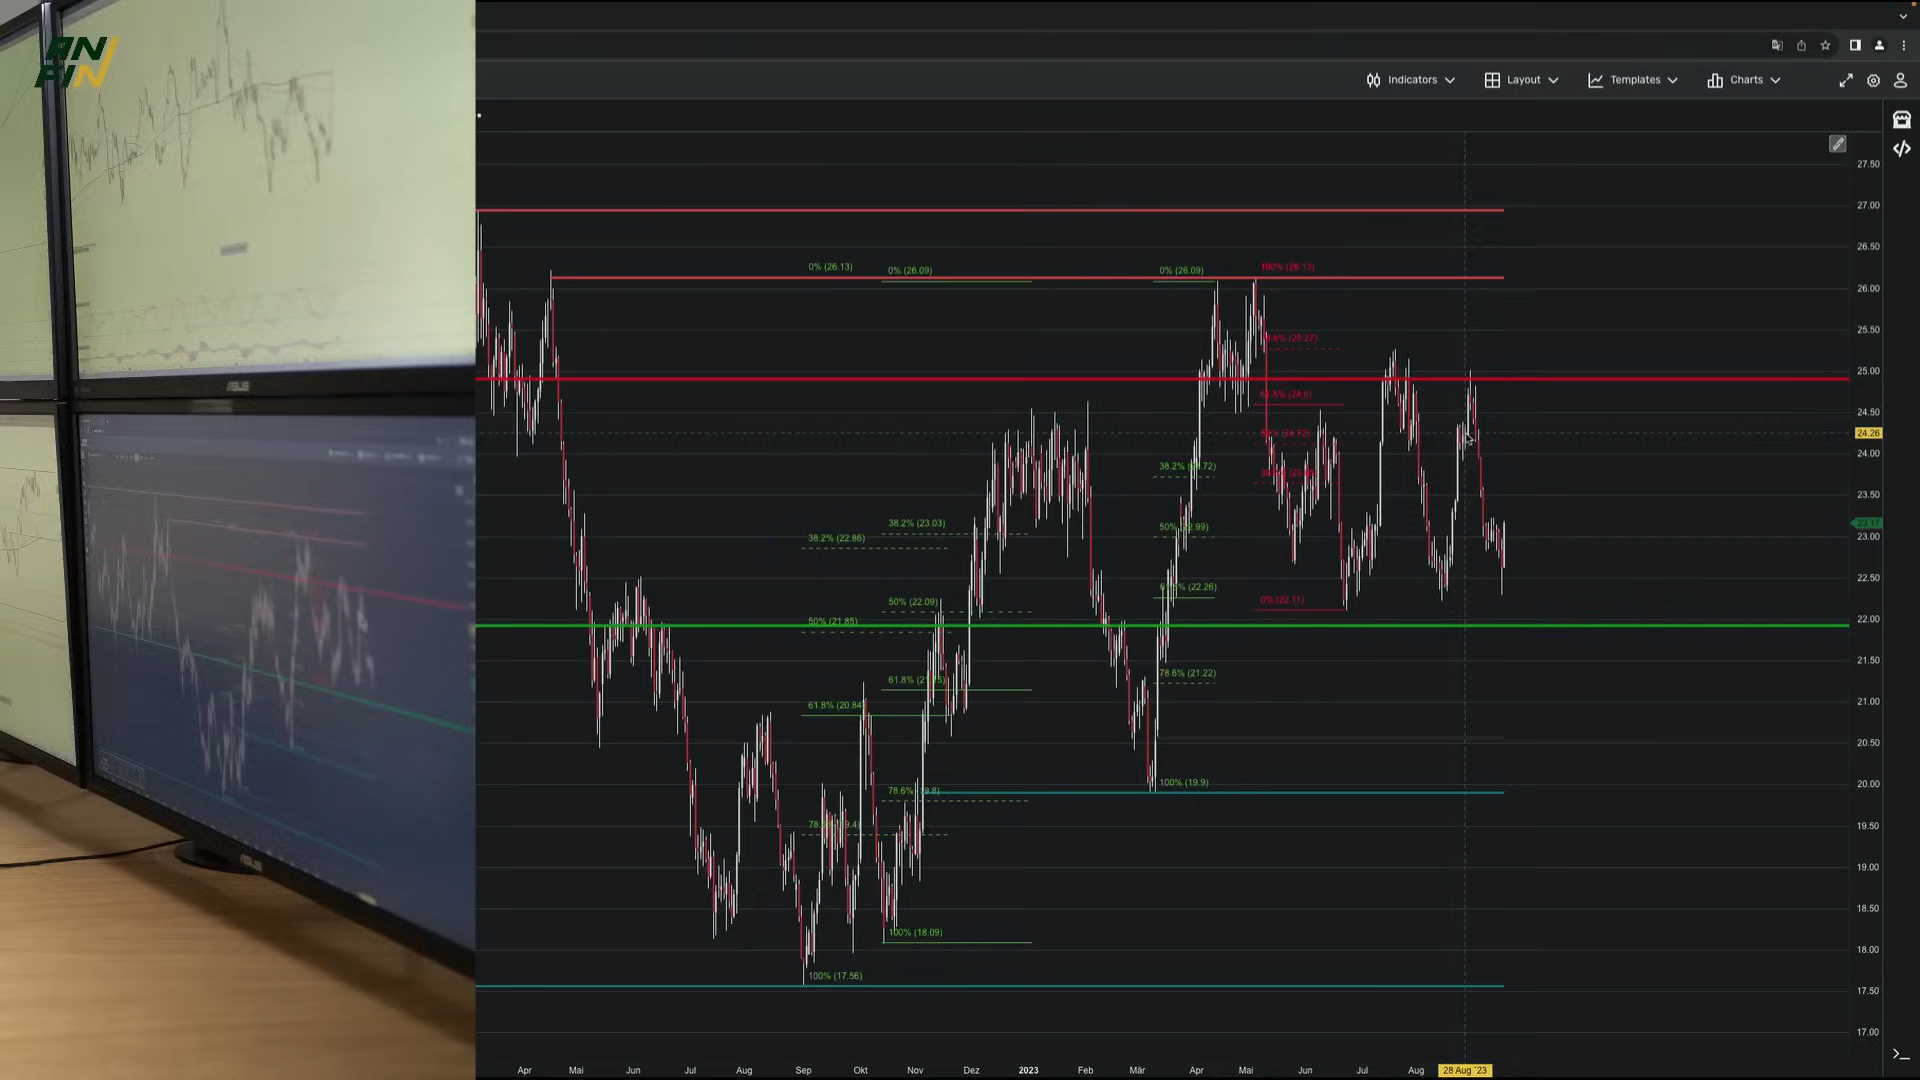 Indicators
Layout
Templates
Charts
27.50
27.00
26.50
26.00
25.50
25.00
24.50
24.26
24.00
23.50
23.17
23.00
22.50
22.00
21.50
21.00
20.50
20.00
19.50
19.00
18.50
18.00
17.50
17.00
0% (26.13)
0% (26.09)
0% (26.09)
100% (26.13)
(25.27)
38.2% (23.03)
38.2% (22.86)
50% (22.09)
50% (21.85)
61.8% (20.84)
100% (18.09)
100% (17.56)
78.6% (21.22)
100% (19.9)
0% (22.11)
Apr
Mai
Jun
Jul
Aug
Sep
Okt
Nov
Dez
2023
Feb
Mär
Apr
Mai
Jun
Jul
Aug
28 Aug '23
ASUS
ASUS